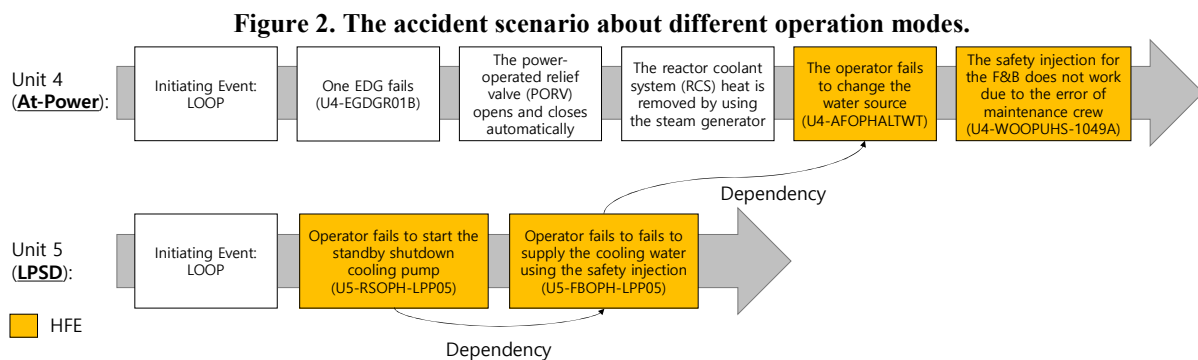 Figure 2. The accident scenario about different operation modes.
Unit 4
(At-Power):
Initiating Event:
LOOP
One EDG fails
(U4-EGDGR01B)
The power-
operated relief
valve (PORV)
opens and closes
automatically
The reactor coolant
system (RCS) heat is
removed by using
the steam generator
The operator fails
to change the
water source
(U4-AFOPHALTWT)
The safety injection for
the F&B does not work
due to the error of
maintenance crew
(U4-WOOPUHS-1049A)
Dependency
Unit 5
(LPSD):
Initiating Event:
LOOP
Operator fails to start the
standby shutdown
cooling pump
(U5-RSOPH-LPP05)
Operator fails to fails to
supply the cooling water
using the safety injection
(U5-FBOPH-LPP05)
HFE
Dependency